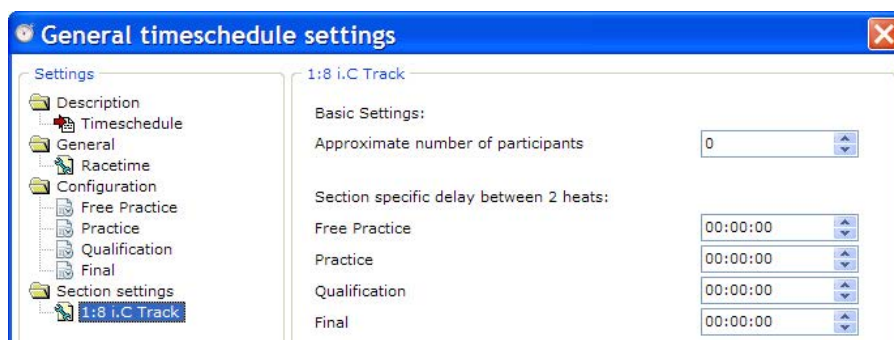 General timeschedule settings
Settings
Description
Timeschedule
General
Racetime
Configuration
Free Practice
Practice
Qualification
Final
Section settings
1:8 i.C Track
1:8 i.C Track
Basic Settings:
Approximate number of participants 0
Section specific delay between 2 heats:
Free Practice 00:00:00
Practice 00:00:00
Qualification 00:00:00
Final 00:00:00